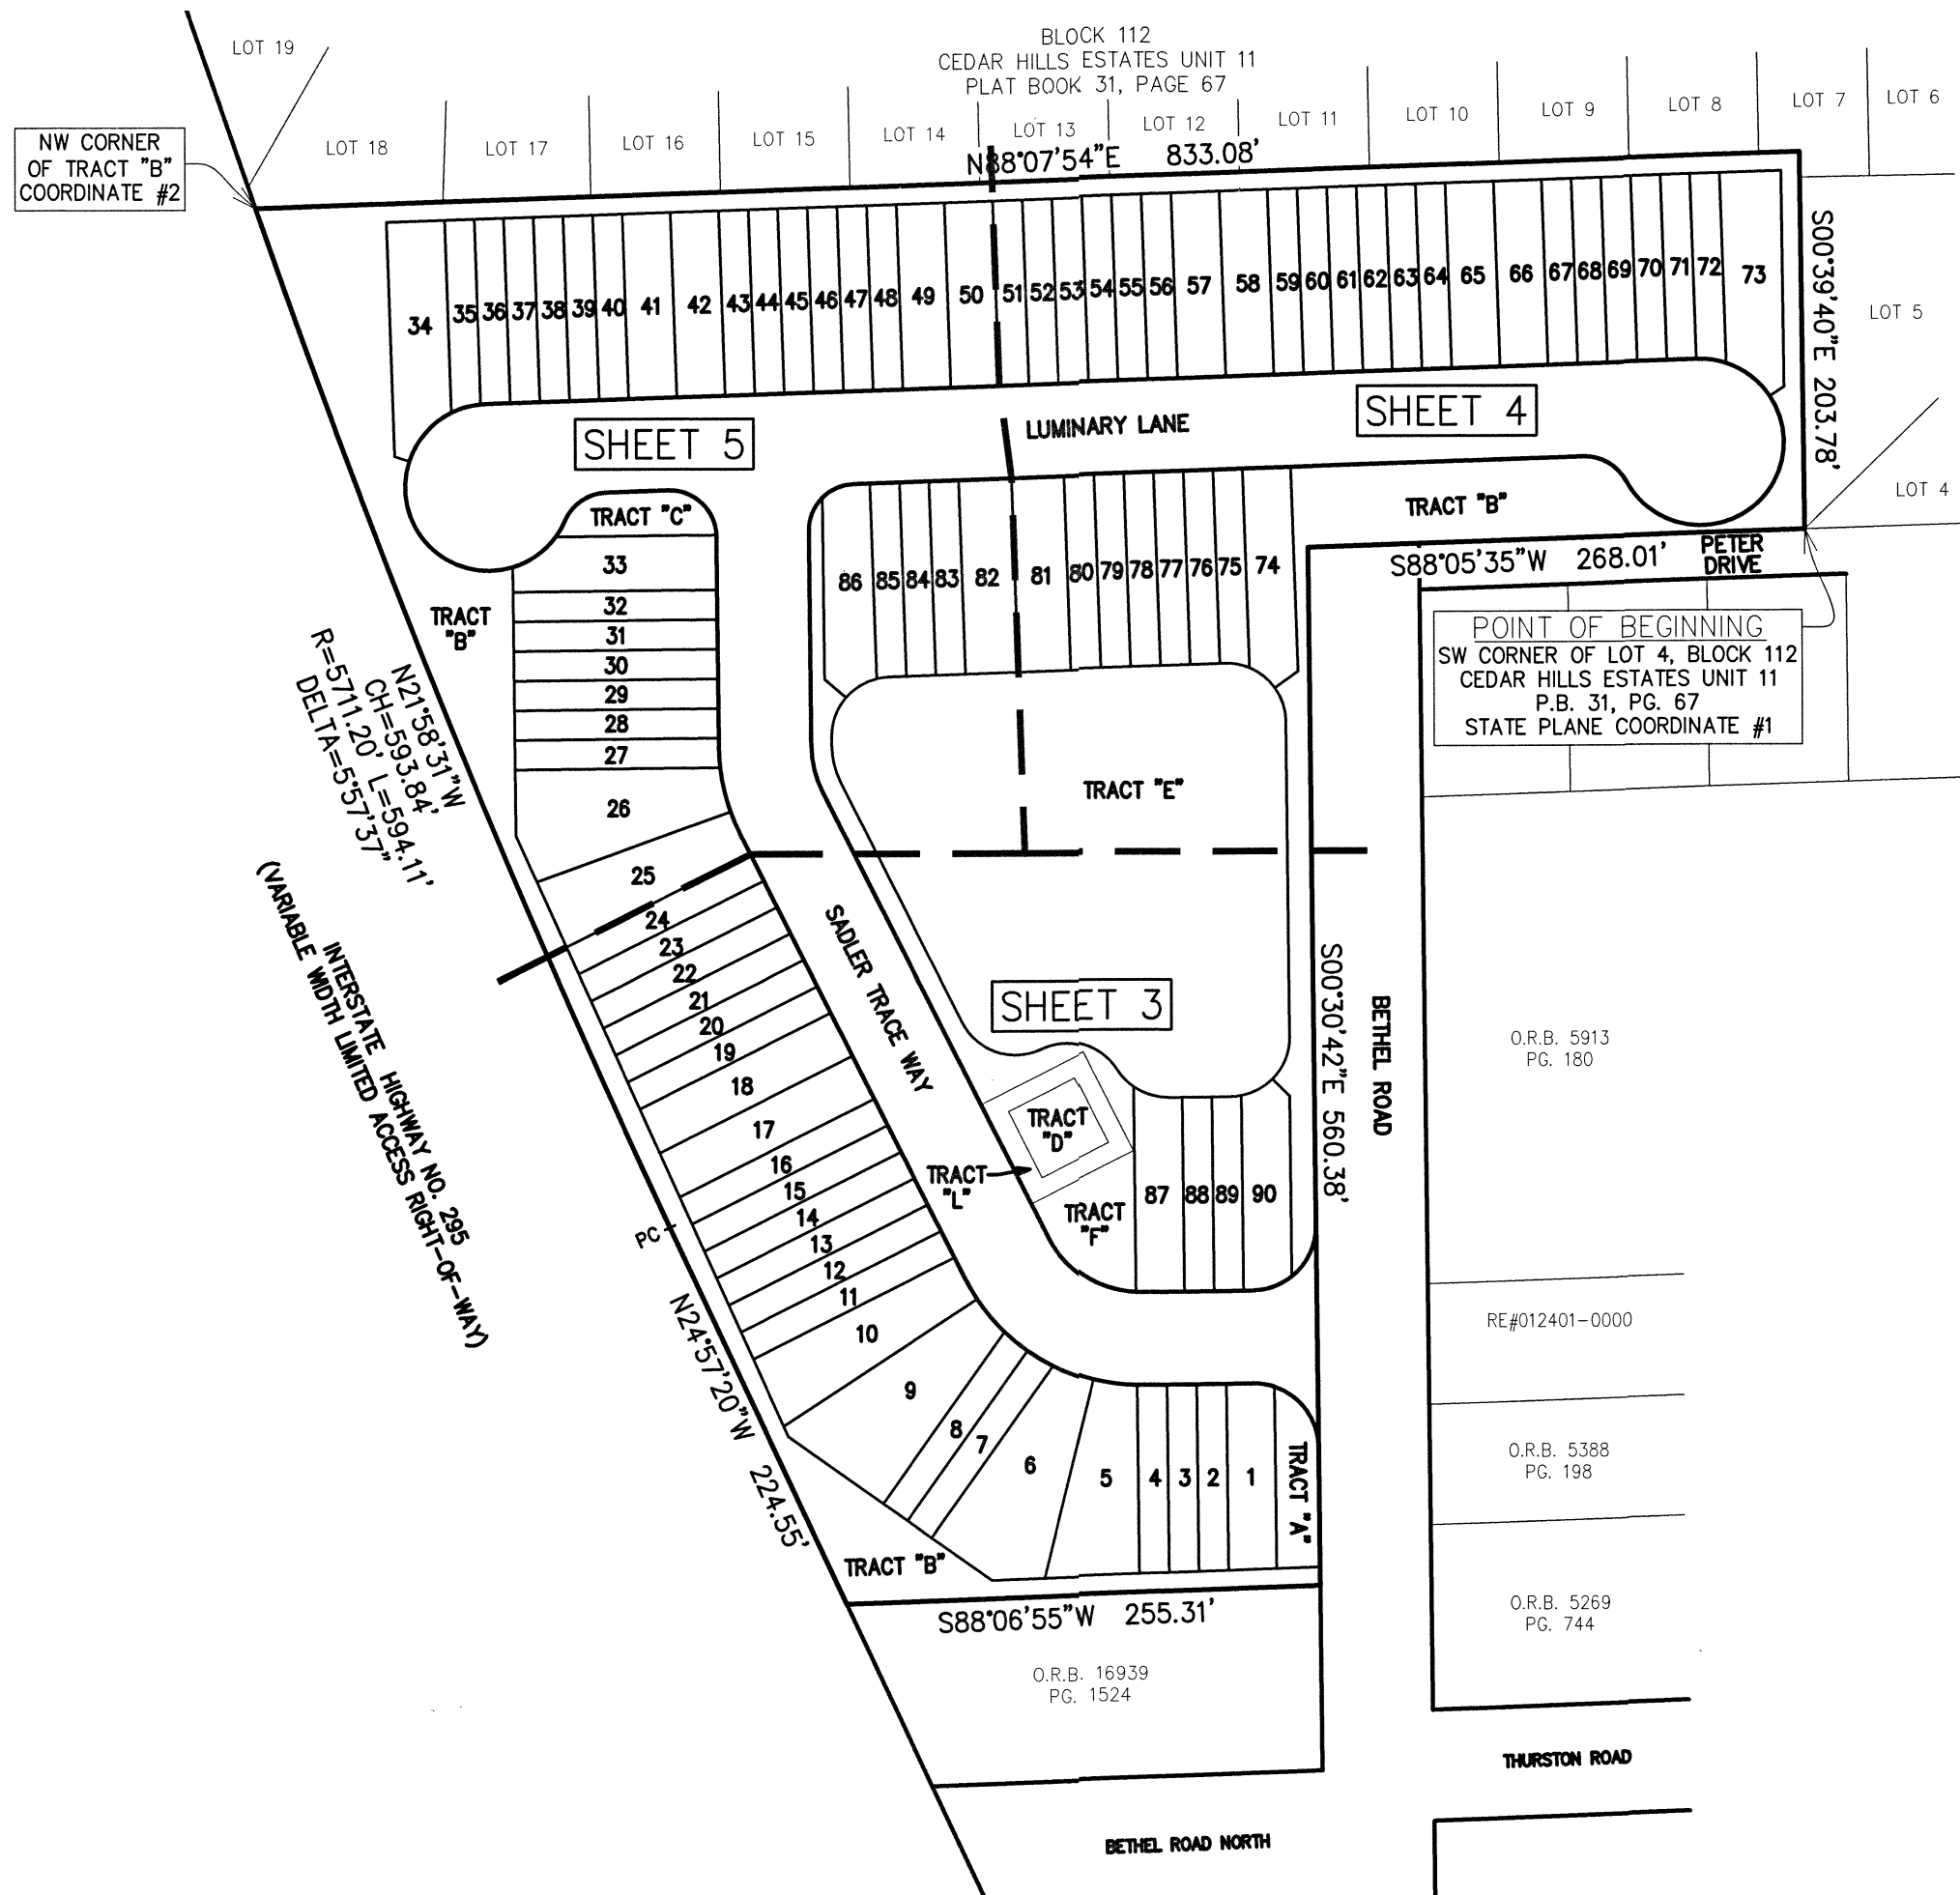 LOT 19
BLOCK 112
CEDAR HILLS ESTATES UNIT 11
PLAT BOOK 31, PAGE 67
LOT 18
LOT 17
LOT 16
LOT 15
LOT 14
LOT 13
LOT 12
LOT 11
LOT 10
LOT 9
LOT 8
LOT 7
LOT 6
NW CORNER
OF TRACT "B"
COORDINATE #2
N88°07'54"E 833.08'
S00°39'40"E 203.78'
LOT 5
LOT 4
34
35
36
37
38
39
40
41
42
43
44
45
46
47
48
49
50
51
52
53
54
55
56
57
58
59
60
61
62
63
64
65
66
67
68
69
70
71
72
73
SHEET 5
LUMINARY LANE
SHEET 4
TRACT "C"
TRACT "B"
S88°05'35"W 268.01'
PETER
DRIVE
POINT OF BEGINNING
SW CORNER OF LOT 4, BLOCK 112
CEDAR HILLS ESTATES UNIT 11
P.B. 31, PG. 67
STATE PLANE COORDINATE #1
33
32
31
30
29
28
27
26
25
86
85
84
83
82
81
80
79
78
77
76
75
74
TRACT
"B"
N21°58'31"W
CH=593.84'
R=5711.20' L=594.11'
DELTA=5°57'37"
TRACT "E"
INTERSTATE HIGHWAY NO. 295
(VARIABLE WIDTH LIMITED ACCESS RIGHT-OF-WAY)
24
23
22
21
20
19
18
17
16
15
14
13
12
11
10
9
8
7
6
5
4
3
2
1
SADLER TRACE WAY
SHEET 3
S00°30'42"E 560.38'
BETHEL ROAD
O.R.B. 5913
PG. 180
TRACT
"D"
TRACT
"L"
TRACT
"F"
87
88
89
90
PC
N24°57'20"W 224.55'
RE#012401-0000
O.R.B. 5388
PG. 198
TRACT "A"
TRACT "B"
S88°06'55"W 255.31'
O.R.B. 5269
PG. 744
O.R.B. 16939
PG. 1524
THURSTON ROAD
BETHEL ROAD NORTH